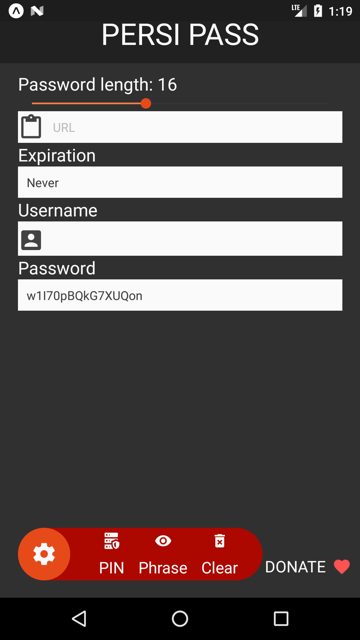 LTE 1:19
PERSI PASS
Password length: 16
URL
Expiration
Never
Username
Password
w1I70pBQkG7XUQon
PIN Phrase Clear
DONATE